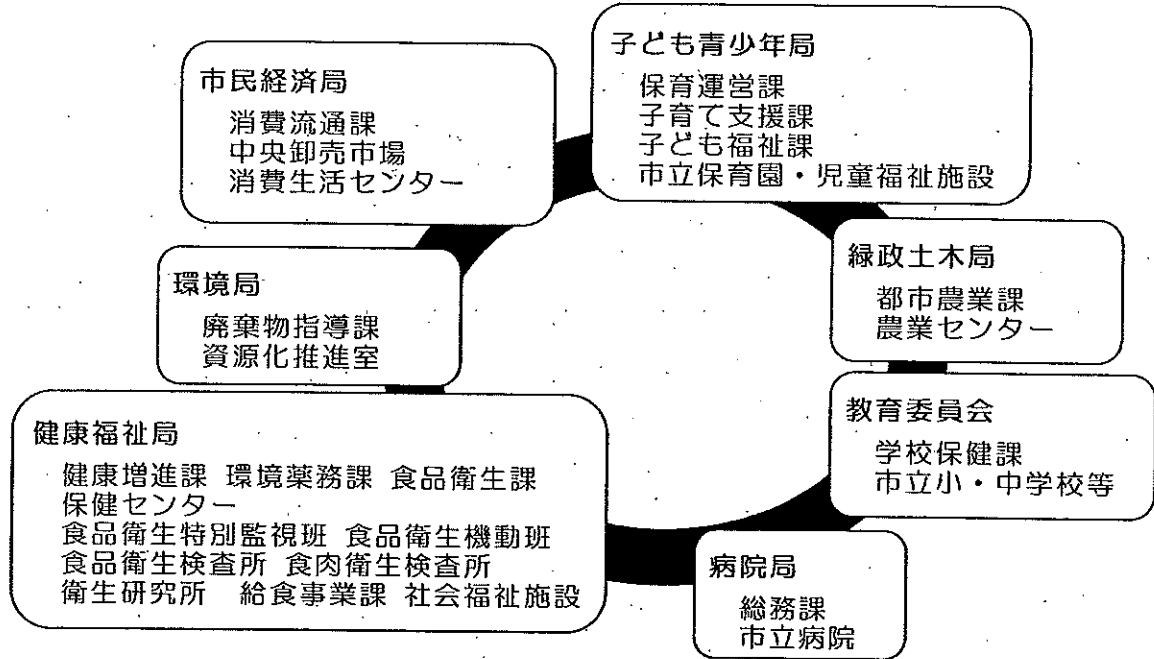 子ども青少年局
保育運営課
子育て支援課
子ども福祉課
市立保育園・児童福祉施設
市民経済局
消費流通課
中央卸売市場
消費生活センター
緑政土木局
都市農業課
農業センター
環境局
廃棄物指導課
資源化推進室
教育委員会
学校保健課
市立小・中学校等
健康福祉局
健康増進課 環境薬務課 食品衛生課
保健センター
食品衛生特別監視班 食品衛生機動班
食品衛生検査所 食肉衛生検査所
衛生研究所 給食事業課 社会福祉施設
病院局
総務課
市立病院